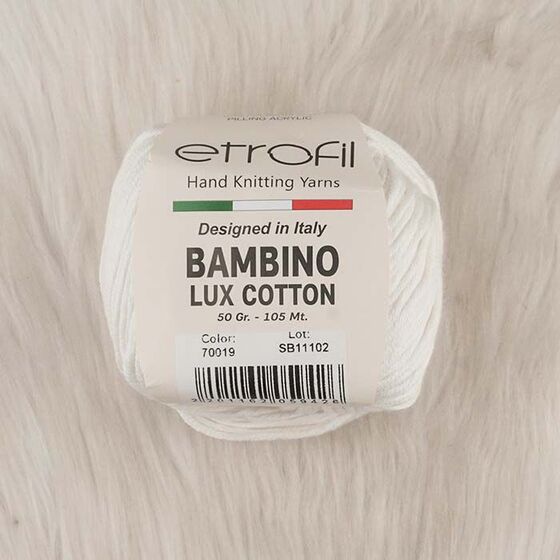 PILLING ACRYLIC
etrofil
Hand Knitting Yarns
Designed in Italy
BAMBINO
LUX COTTON
50 Gr. - 105 Mt.
Color: Lot:
70019 SB11102